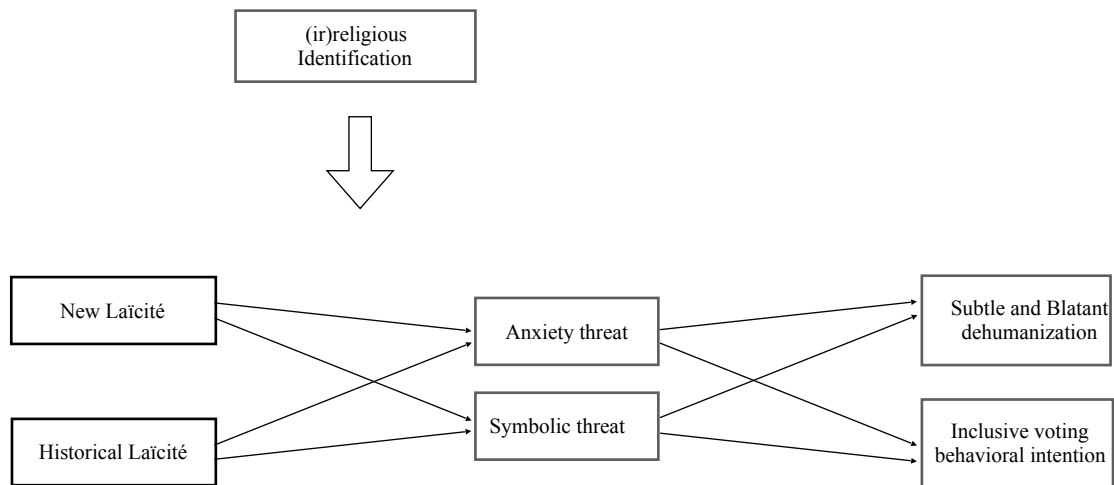 (ir)religious
Identification
New Laïcité
Anxiety threat
Subtle and Blatant
dehumanization
Historical Laïcité
Symbolic threat
Inclusive voting
behavioral intention